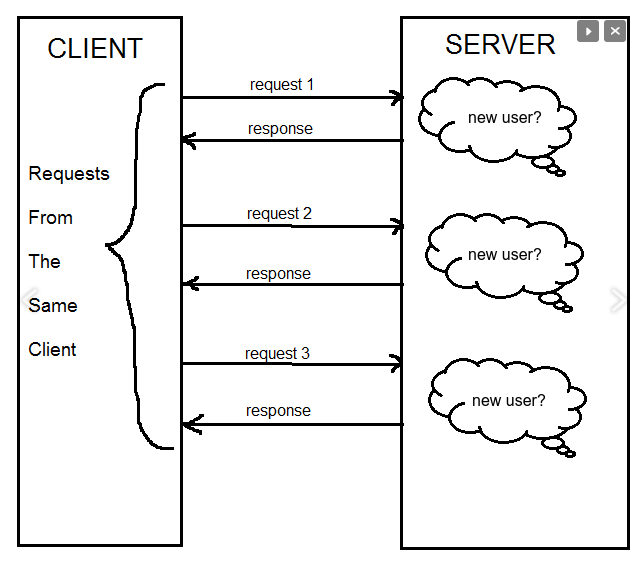 CLIENT
SERVER
request 1
new user?
response
Requests
From
The
Same
Client
request 2
new user?
response
request 3
new user?
response